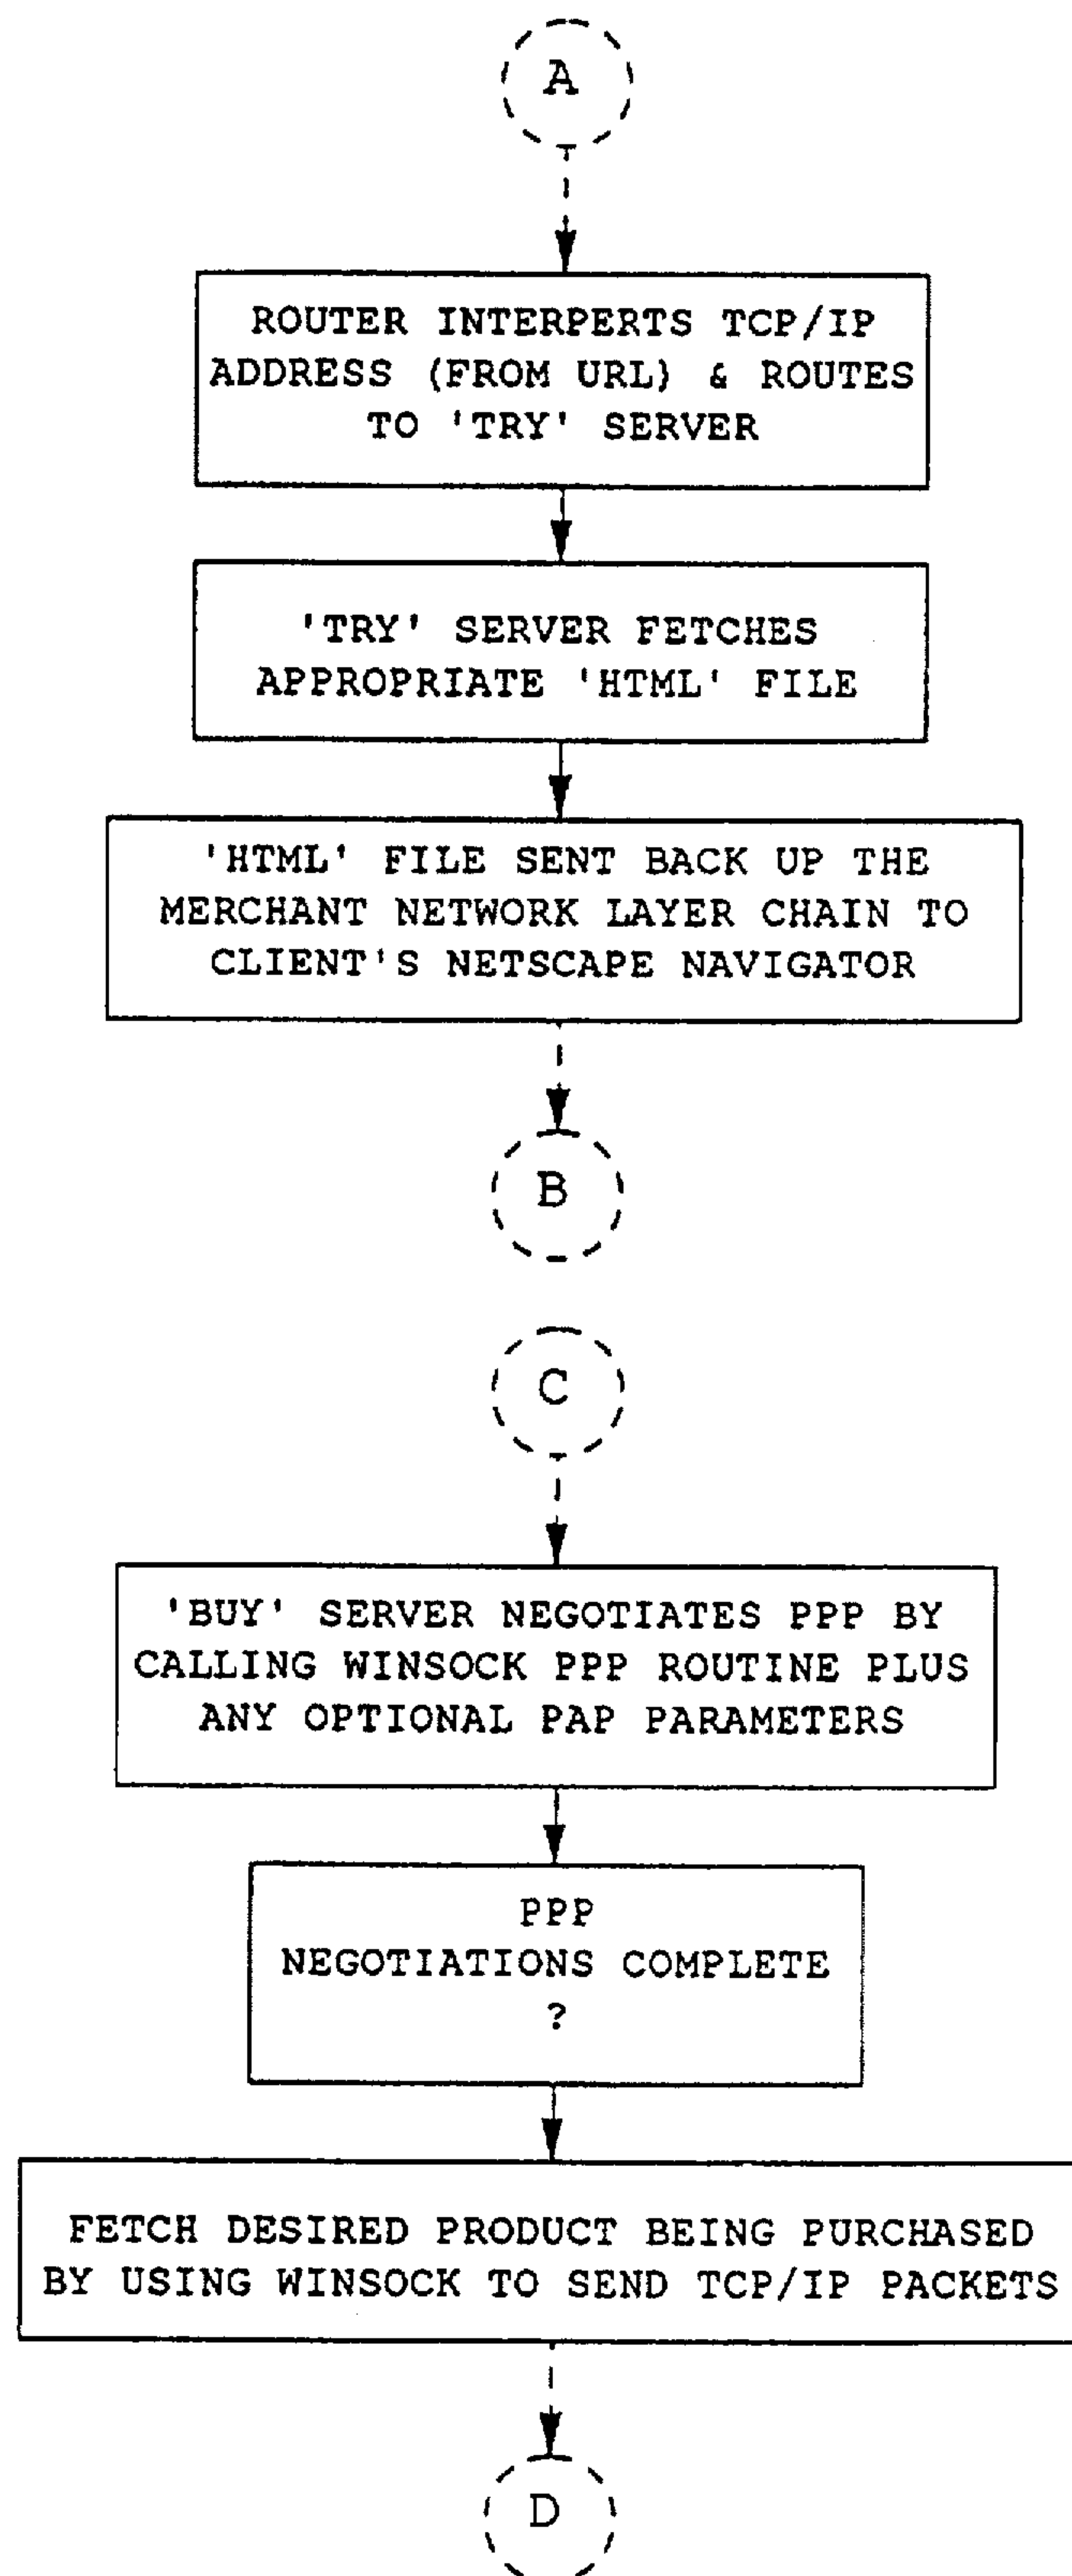 A
ROUTER INTERPERTS TCP/IP
ADDRESS (FROM URL) & ROUTES
TO 'TRY' SERVER
'TRY' SERVER FETCHES
APPROPRIATE 'HTML' FILE
'HTML' FILE SENT BACK UP THE
MERCHANT NETWORK LAYER CHAIN TO
CLIENT'S NETSCAPE NAVIGATOR
B
C
'BUY' SERVER NEGOTIATES PPP BY
CALLING WINSOCK PPP ROUTINE PLUS
ANY OPTIONAL PAP PARAMETERS
PPP
NEGOTIATIONS COMPLETE
?
FETCH DESIRED PRODUCT BEING PURCHASED
BY USING WINSOCK TO SEND TCP/IP PACKETS
D